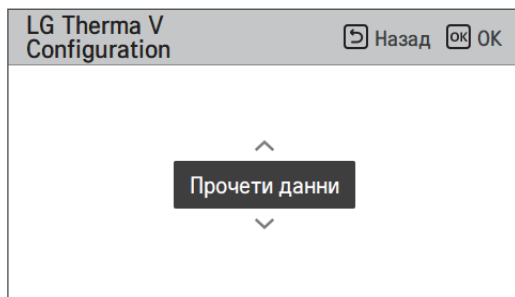 LG Therma V
Configuration
Назад OK OK
Прочети данни